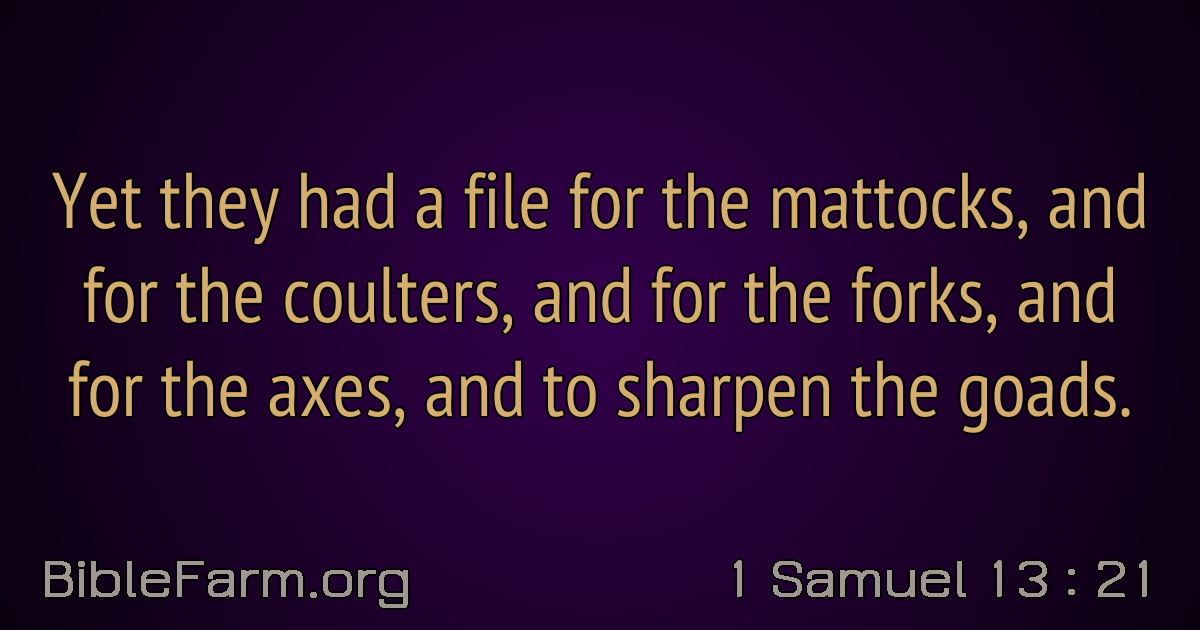 Yet they had a file for the mattocks, and
for the coulters, and for the forks, and
for the axes, and to sharpen the goads.
BibleFarm.org
1 Samuel 13 : 21